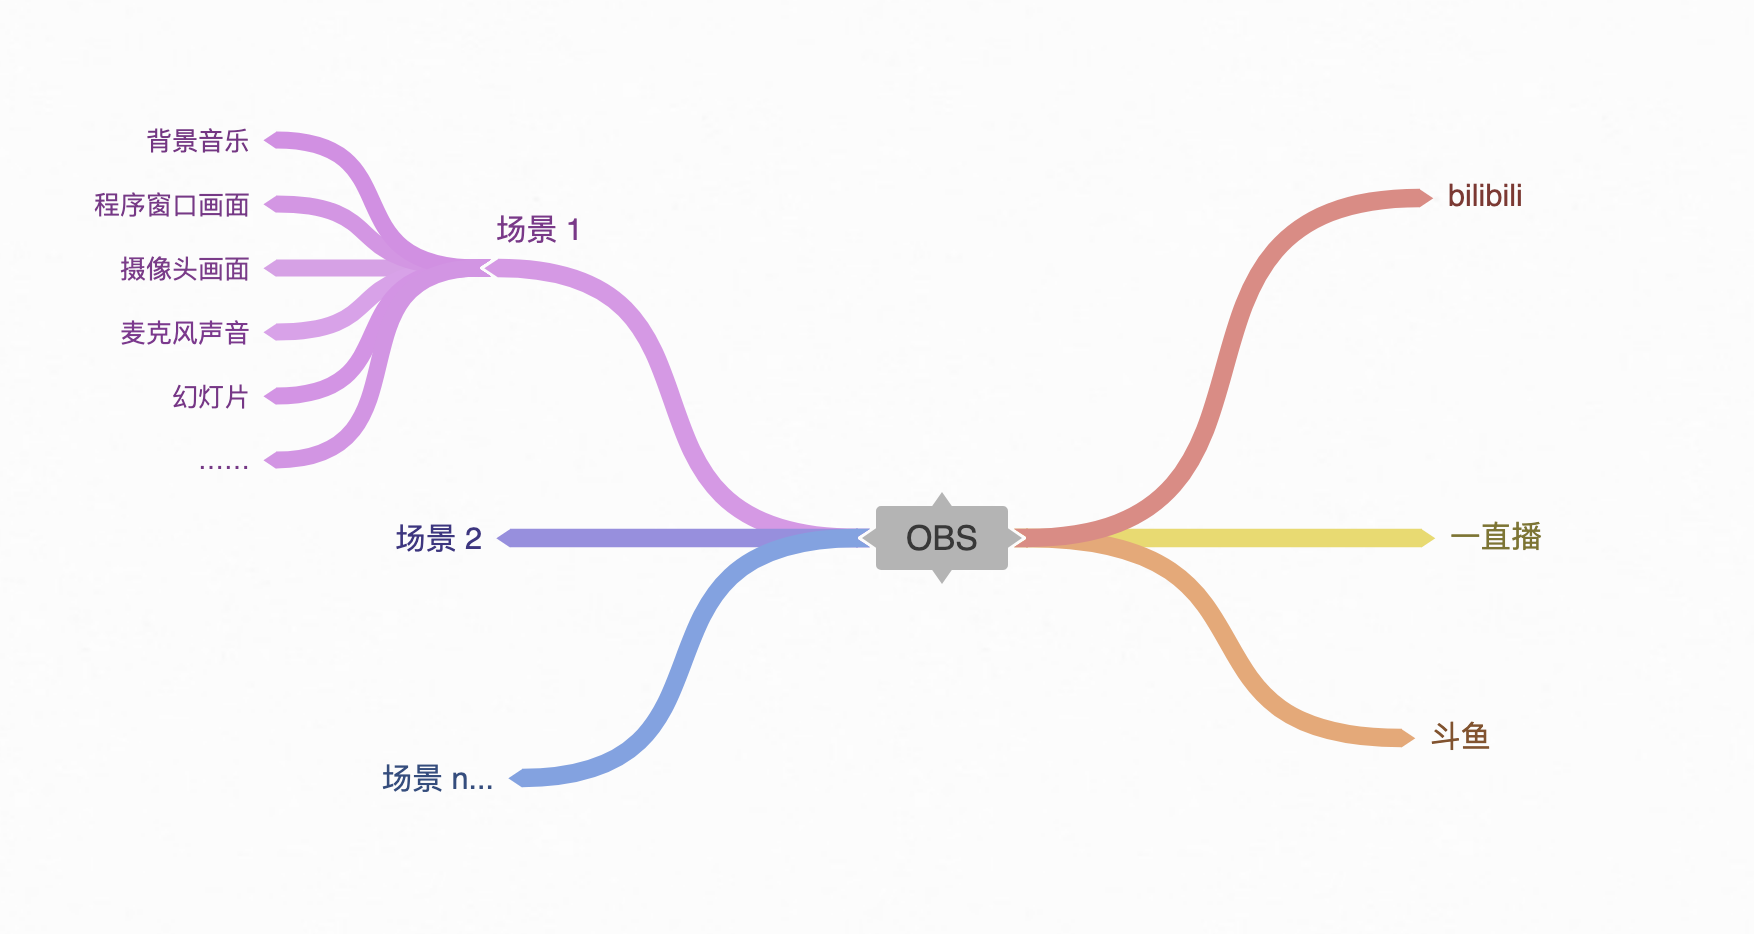 背景音乐
程序窗口画面
摄像头画面
麦克风声音
幻灯片
......
场景 1
场景 2
场景 n...
OBS
bilibili
一直播
斗鱼